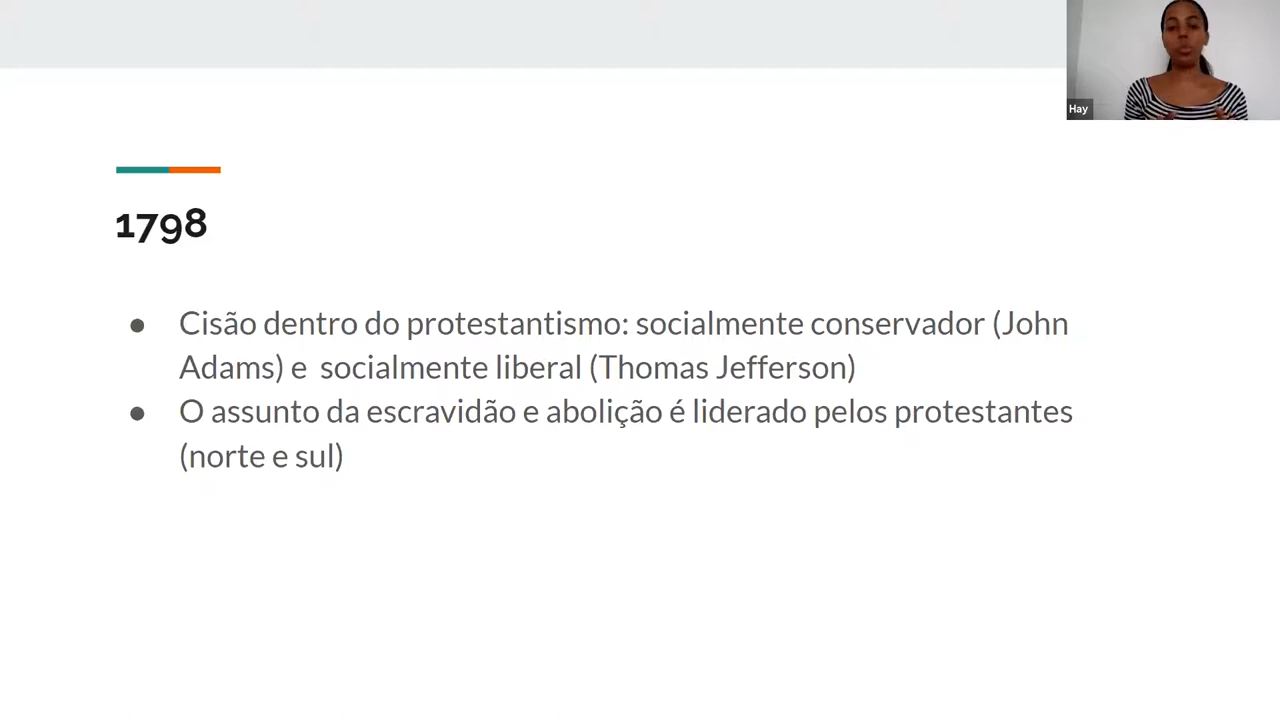 Hay
1798
● Cisão dentro do protestantismo: socialmente conservador (John
Adams) e  socialmente liberal (Thomas Jefferson)
● O assunto da escravidão e abolição é liderado pelos protestantes
(norte e sul)